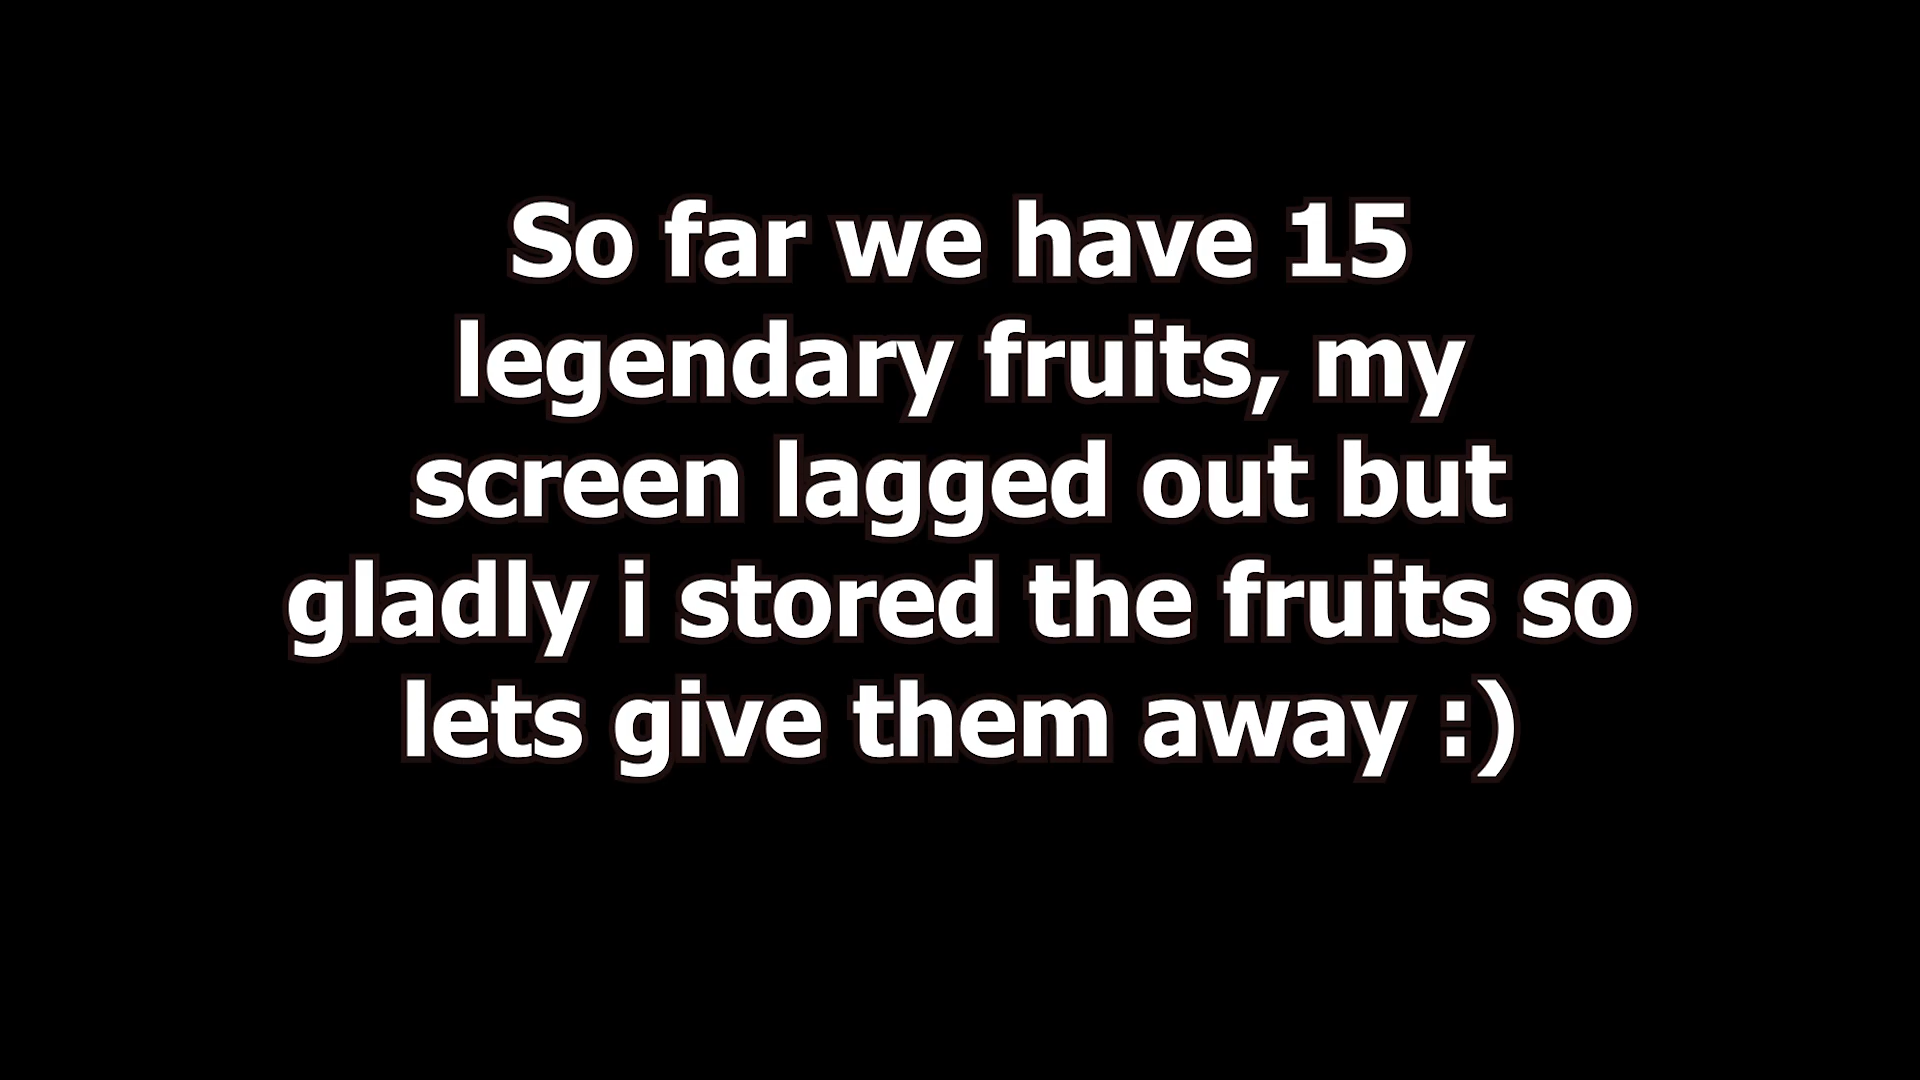 So far we have 15
legendary fruits, my
screen lagged out but
gladly i stored the fruits so
lets give them away :)